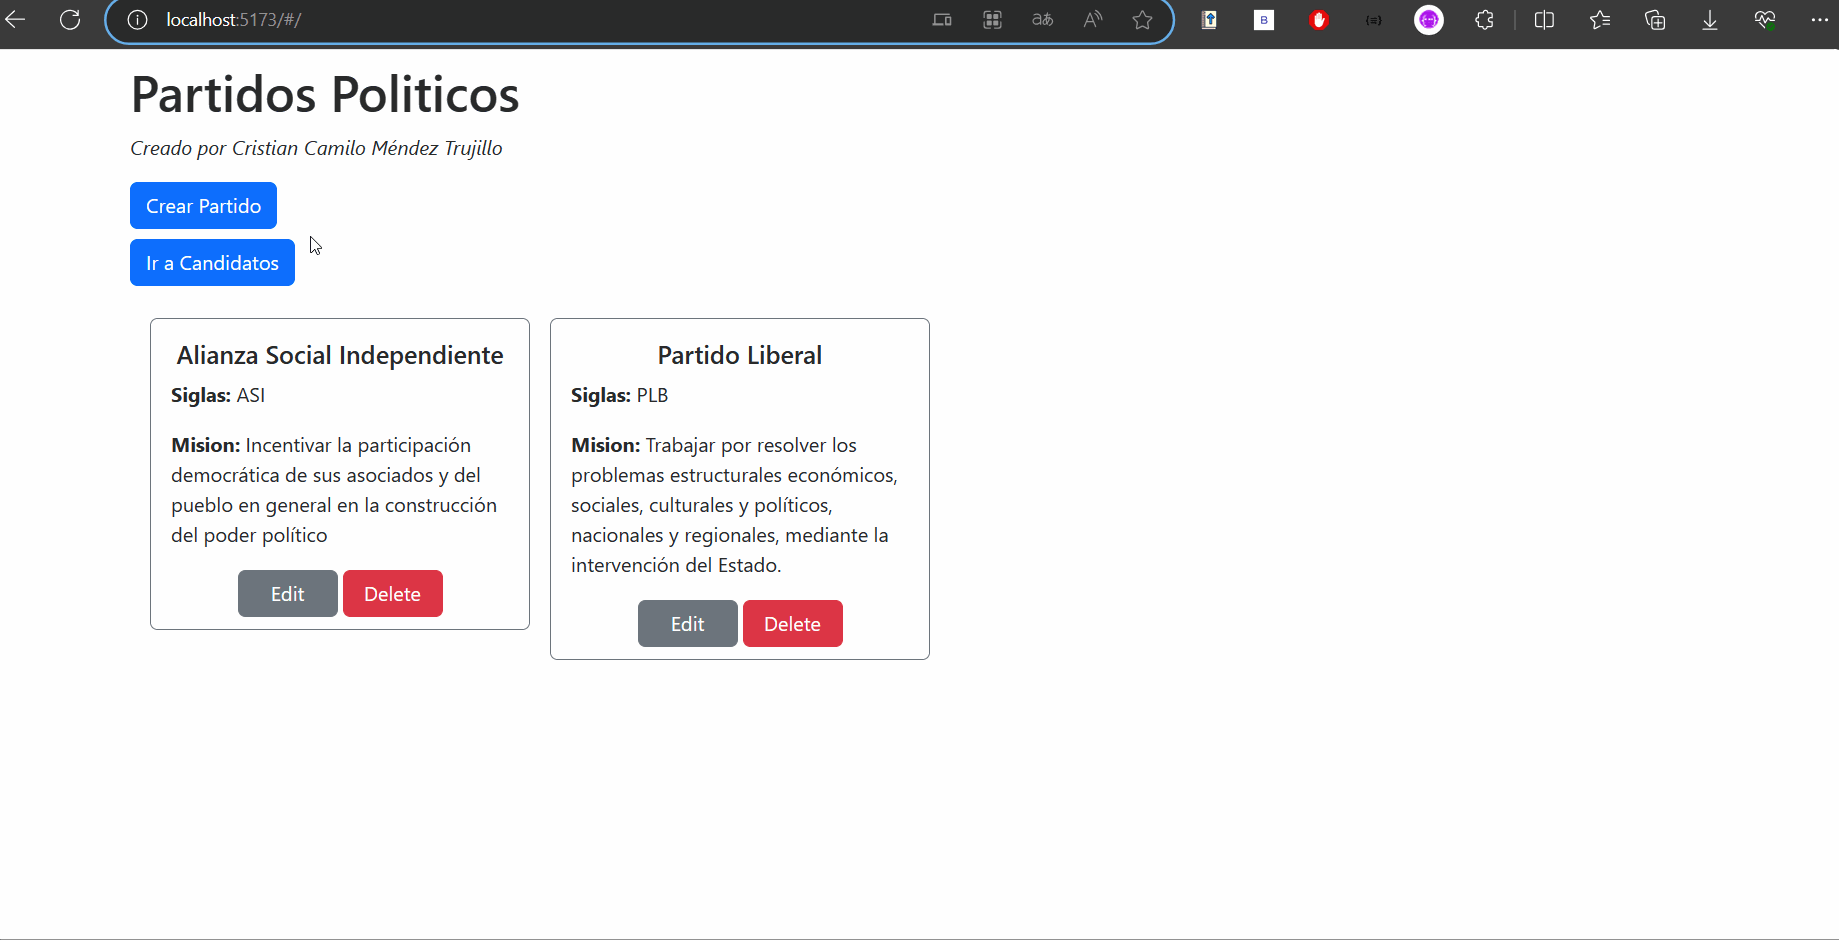 localhost:5173/#/
aあ
A
B
Partidos Politicos
Creado por Cristian Camilo Méndez Trujillo
Crear Partido
Ir a Candidatos
Alianza Social Independiente
Siglas: ASI
Mision: Incentivar la participación
democrática de sus asociados y del
pueblo en general en la construcción
del poder político
Edit
Delete
Partido Liberal
Siglas: PLB
Mision: Trabajar por resolver los
problemas estructurales económicos,
sociales, culturales y políticos,
nacionales y regionales, mediante la
intervención del Estado.
Edit
Delete